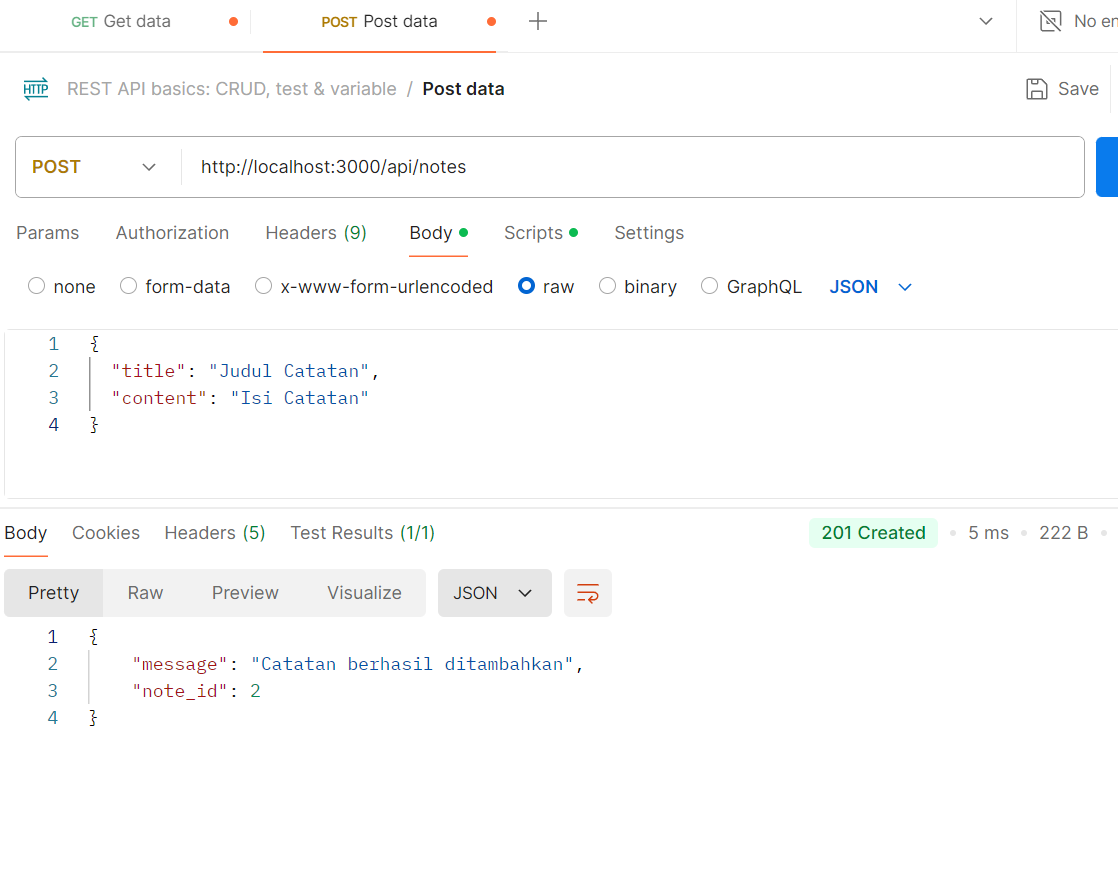 GET Get data POST Post data No en
HTTP REST API basics: CRUD, test & variable / Post data Save
POST http://localhost:3000/api/notes
Params Authorization Headers (9) Body Scripts Settings
none form-data x-www-form-urlencoded raw binary GraphQL JSON
1 {
2 "title": "Judul Catatan",
3 "content": "Isi Catatan"
4 }
Body Cookies Headers (5) Test Results (1/1) 201 Created 5 ms 222 B
Pretty Raw Preview Visualize JSON
1 {
2 "message": "Catatan berhasil ditambahkan",
3 "note_id": 2
4 }